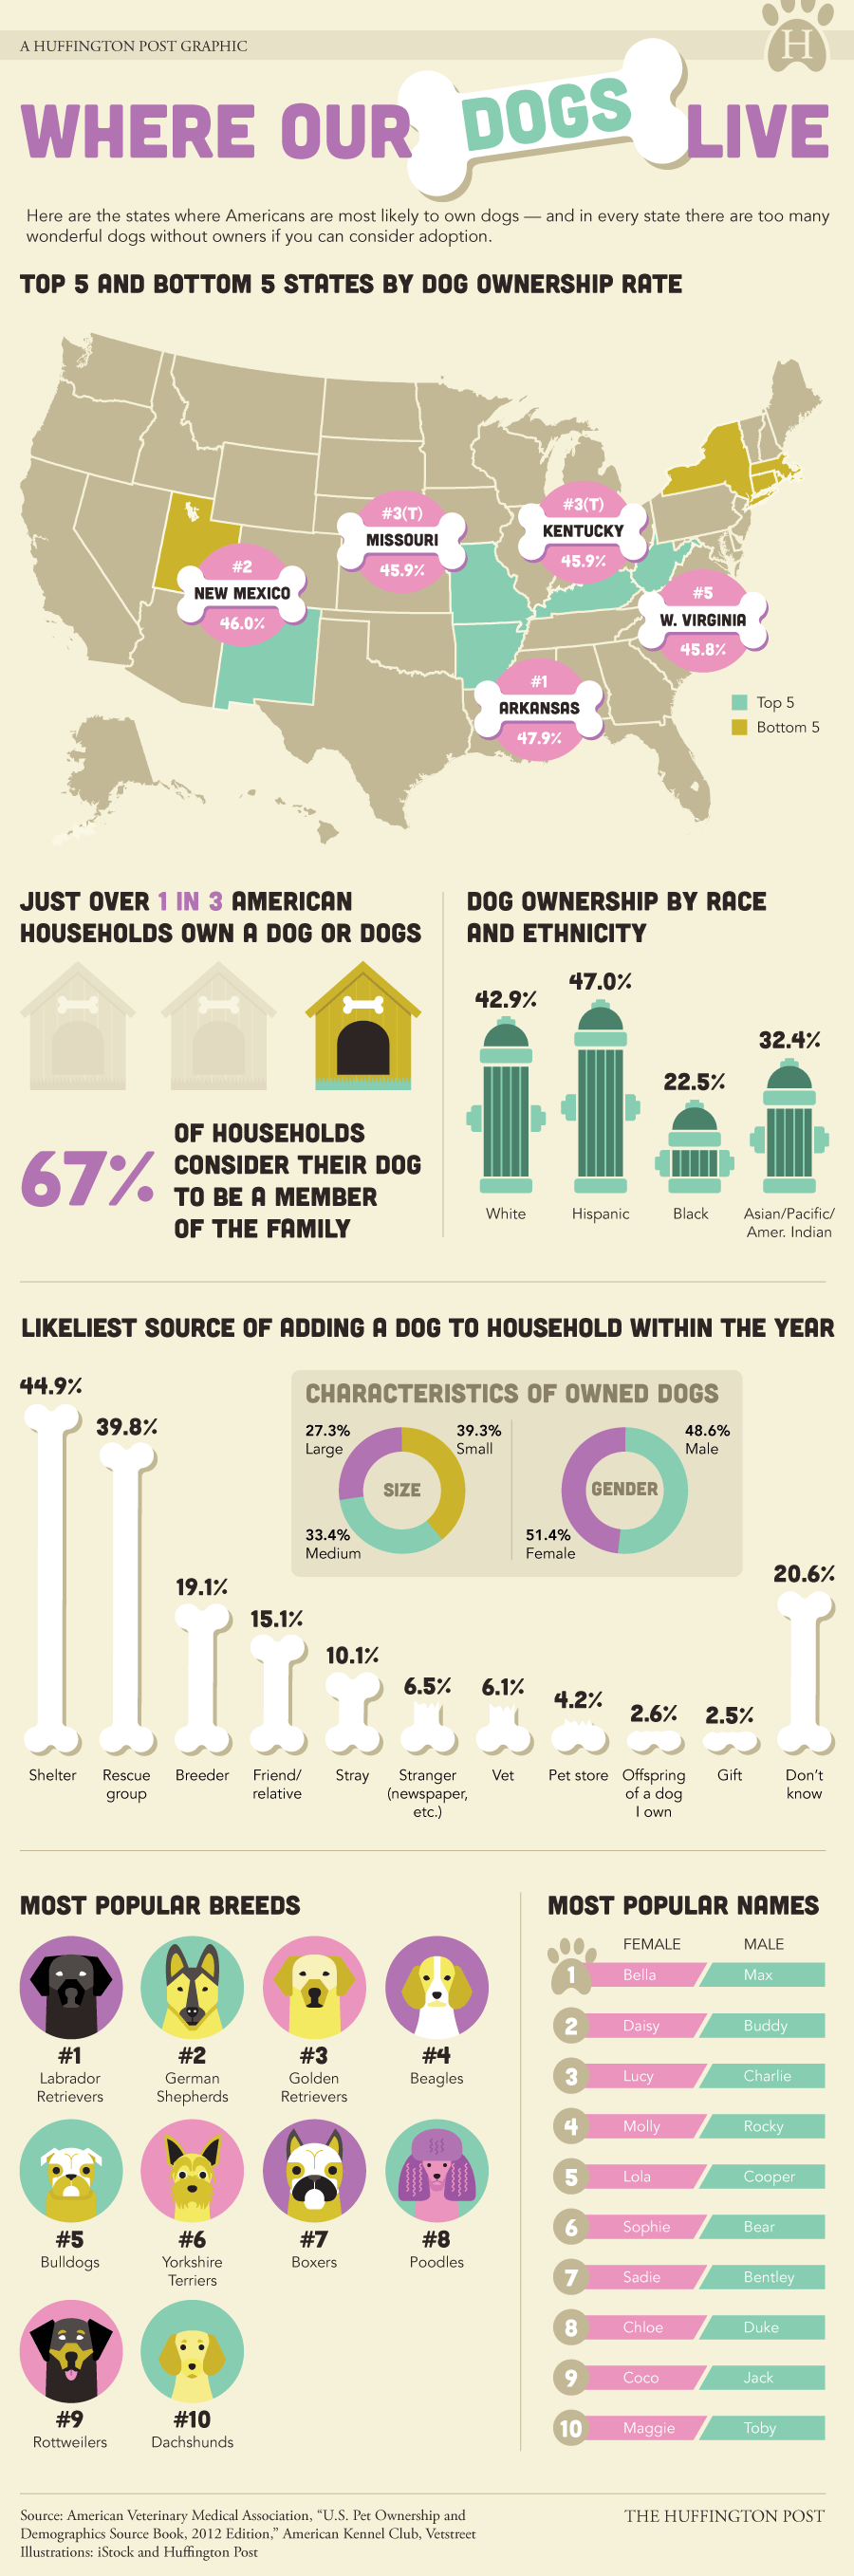 A HUFFINGTON POST GRAPHIC
H
WHERE OUR DOGS LIVE
Here are the states where Americans are most likely to own dogs — and in every state there are too many
wonderful dogs without owners if you can consider adoption.
TOP 5 AND BOTTOM 5 STATES BY DOG OWNERSHIP RATE
#3(T)
MISSOURI
45.9%
#3(T)
KENTUCKY
45.9%
#2
NEW MEXICO
46.0%
#5
W. VIRGINIA
45.8%
#1
ARKANSAS
47.9%
Top 5
Bottom 5
JUST OVER 1 IN 3 AMERICAN
HOUSEHOLDS OWN A DOG OR DOGS
67%
OF HOUSEHOLDS
CONSIDER THEIR DOG
TO BE A MEMBER
OF THE FAMILY
DOG OWNERSHIP BY RACE
AND ETHNICITY
42.9%
47.0%
22.5%
32.4%
White
Hispanic
Black
Asian/Pacific/
Amer. Indian
LIKELIEST SOURCE OF ADDING A DOG TO HOUSEHOLD WITHIN THE YEAR
CHARACTERISTICS OF OWNED DOGS
27.3%
Large
39.3%
Small
SIZE
33.4%
Medium
48.6%
Male
GENDER
51.4%
Female
44.9%
39.8%
19.1%
15.1%
10.1%
6.5%
6.1%
4.2%
2.6%
2.5%
20.6%
Shelter
Rescue
group
Breeder
Friend/
relative
Stray
Stranger
(newspaper,
etc.)
Vet
Pet store
Offspring
of a dog
I own
Gift
Don't
know
MOST POPULAR BREEDS
#1
Labrador
Retrievers
#2
German
Shepherds
#3
Golden
Retrievers
#4
Beagles
#5
Bulldogs
#6
Yorkshire
Terriers
#7
Boxers
#8
Poodles
#9
Rottweilers
#10
Dachshunds
MOST POPULAR NAMES
FEMALE MALE
1 Bella Max
2 Daisy Buddy
3 Lucy Charlie
4 Molly Rocky
5 Lola Cooper
6 Sophie Bear
7 Sadie Bentley
8 Chloe Duke
9 Coco Jack
10 Maggie Toby
Source: American Veterinary Medical Association, “U.S. Pet Ownership and
Demographics Source Book, 2012 Edition,” American Kennel Club, Vetstreet
Illustrations: iStock and Huffington Post
THE HUFFINGTON POST